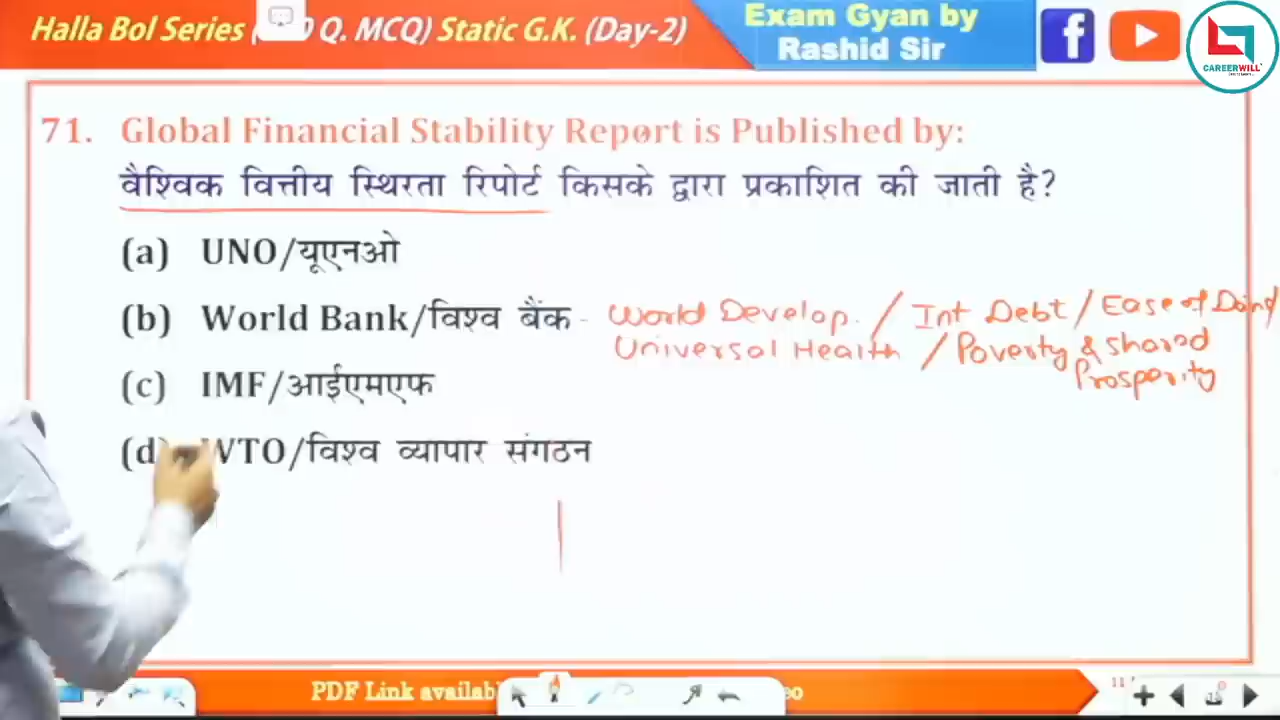 Halla Bol Series Q. MCQ) Static G.K. (Day-2)
Exam Gyan by
Rashid Sir
CAREERWILL
71. Global Financial Stability Report is Published by:
वैश्विक वित्तीय स्थिरता रिपोर्ट किसके द्वारा प्रकाशित की जाती है?
(a) UNO/यूएनओ
(b) World Bank/विश्व बैंक - World Develop. / Int Debt / Ease of Doing/
Universal Health / Poverty & shared
Prosperity
(c) IMF/आईएमएफ
(d) WTO/विश्व व्यापार संगठन
PDF Link